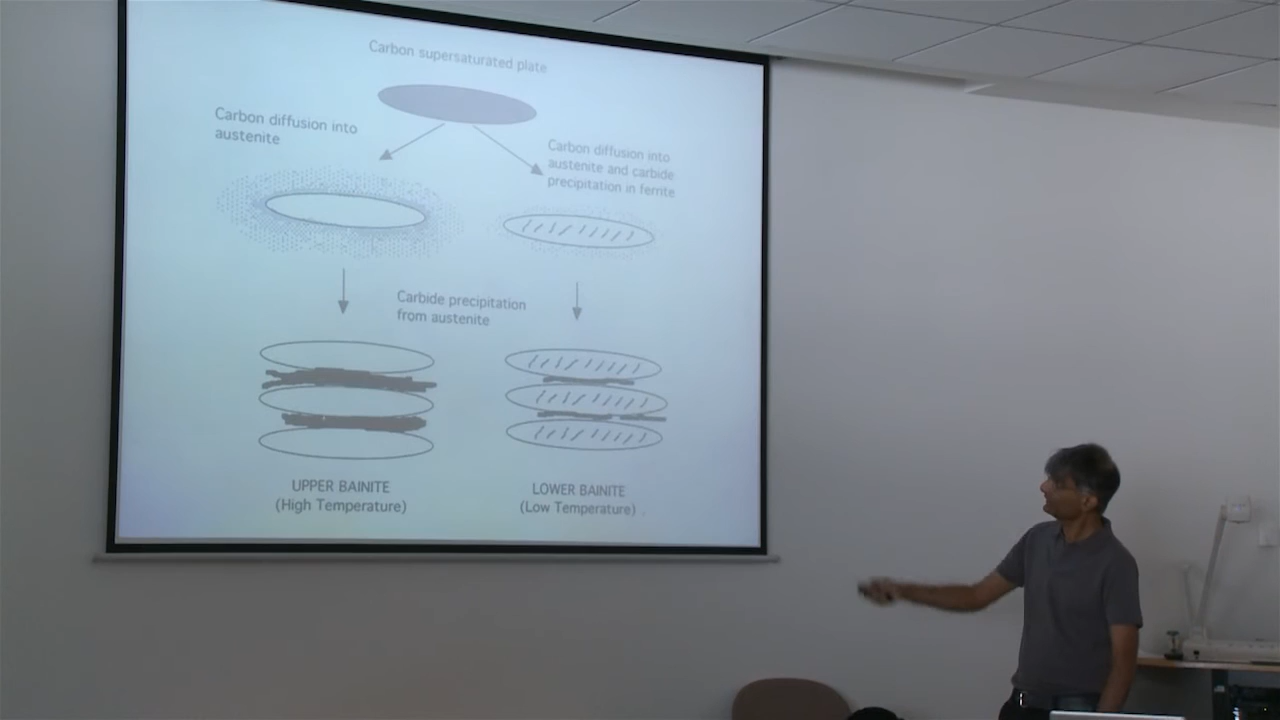 Carbon supersaturated plate
Carbon diffusion into
austenite
Carbon diffusion into
austenite and carbide
precipitation in ferrite
Carbide precipitation
from austenite
UPPER BAINITE
(High Temperature)
LOWER BAINITE
(Low Temperature)